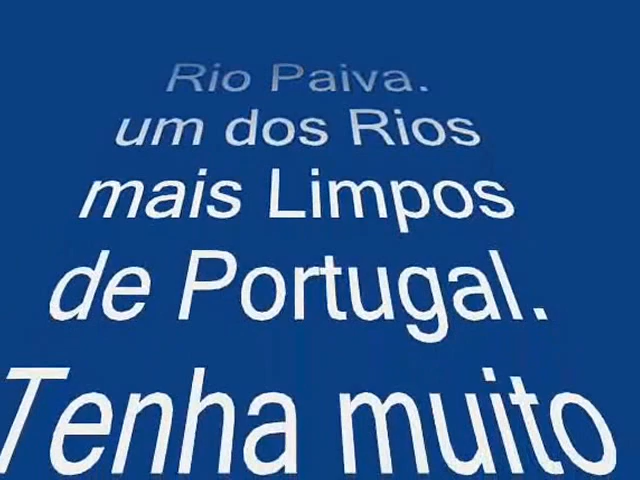 Rio Paiva.
um dos Rios
mais Limpos
de Portugal.
Tenha muito